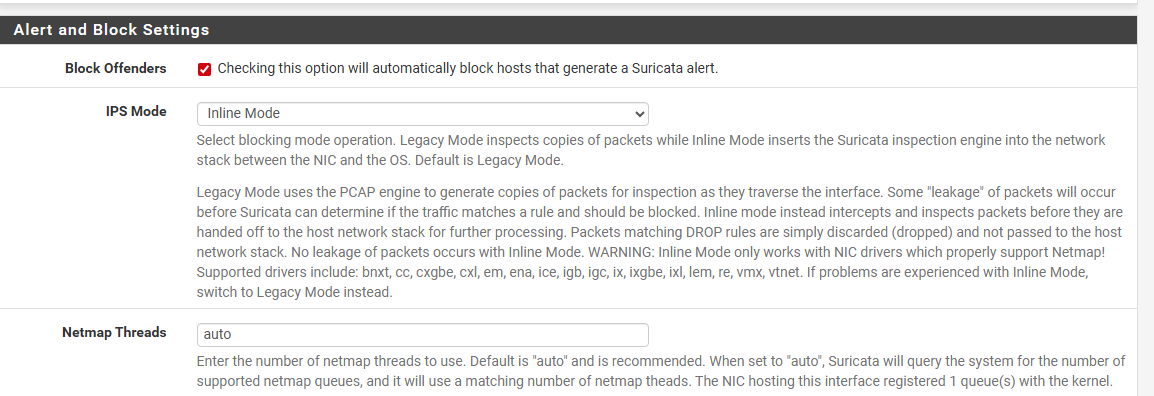 Alert and Block Settings
Block Offenders
Checking this option will automatically block hosts that generate a Suricata alert.
IPS Mode
Inline Mode
Select blocking mode operation. Legacy Mode inspects copies of packets while Inline Mode inserts the Suricata inspection engine into the network
stack between the NIC and the OS. Default is Legacy Mode.
Legacy Mode uses the PCAP engine to generate copies of packets for inspection as they traverse the interface. Some "leakage" of packets will occur
before Suricata can determine if the traffic matches a rule and should be blocked. Inline mode instead intercepts and inspects packets before they are
handed off to the host network stack for further processing. Packets matching DROP rules are simply discarded (dropped) and not passed to the host
network stack. No leakage of packets occurs with Inline Mode. WARNING: Inline Mode only works with NIC drivers which properly support Netmap!
Supported drivers include: bnxt, cc, cxgbe, cxl, em, ena, ice, igb, igc, ix, ixgbe, ixl, lem, re, vmx, vtnet. If problems are experienced with Inline Mode,
switch to Legacy Mode instead.
Netmap Threads
auto
Enter the number of netmap threads to use. Default is "auto" and is recommended. When set to "auto", Suricata will query the system for the number of
supported netmap queues, and it will use a matching number of netmap theads. The NIC hosting this interface registered 1 queue(s) with the kernel.